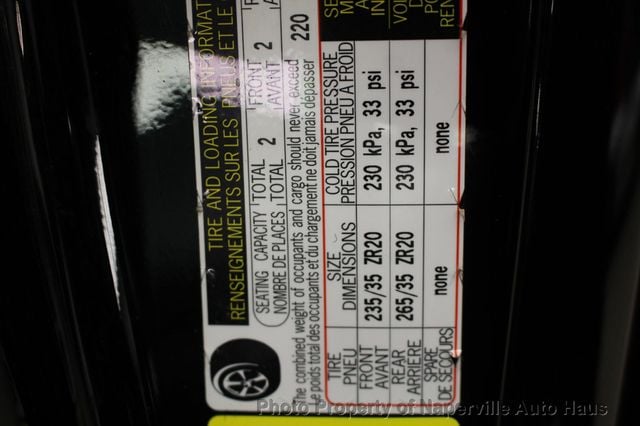 TIRE AND LOADING INFORMAT
RENSEIGNEMENTS SUR LES PNEUS ET LE
SEATING CAPACITY TOTAL 2 FRONT 2
NOMBRE DE PLACES TOTAL AVANT
The combined weight of occupants and cargo should never exceed 220
Le poids total des occupants et du chargement ne doit jamais dépasser
TIRE SIZE COLD TIRE PRESSURE
PNEU DIMENSIONS PRESSION PNEU À FROID
FRONT 235/35 ZR20 230 kPa, 33 psi
AVANT
REAR 265/35 ZR20 230 kPa, 33 psi
ARRIÈRE
SPARE none none
DE SECOURS
Photo Property of Naperville Auto Haus